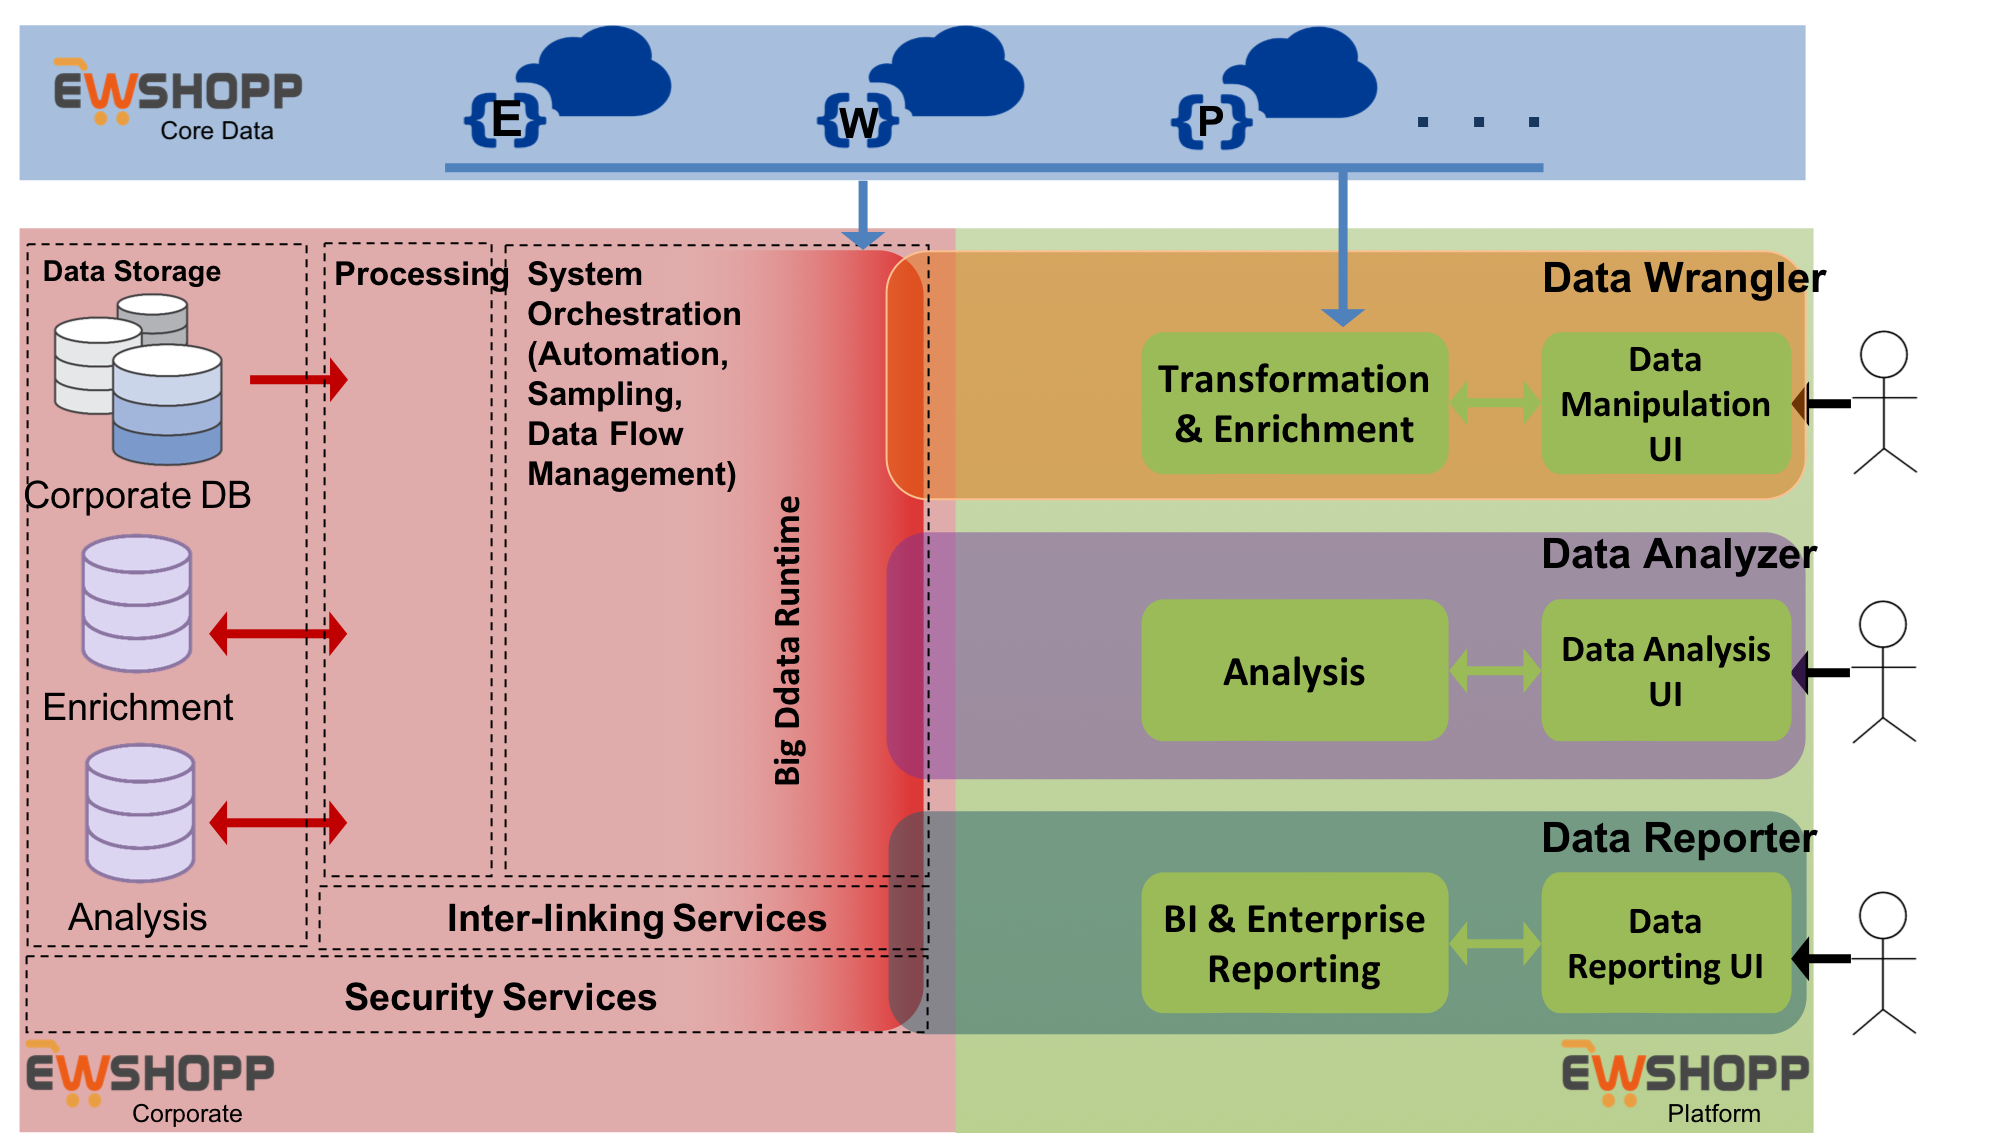 EWSHOPP
Core Data
{E}
{W}
{P}
. . .
Data Storage
Corporate DB
Enrichment
Analysis
Processing
System
Orchestration
(Automation,
Sampling,
Data Flow
Management)
Big Ddata Runtime
Inter-linking Services
Security Services
EWSHOPP
Corporate
Data Wrangler
Transformation
& Enrichment
Data
Manipulation
UI
Data Analyzer
Analysis
Data Analysis
UI
Data Reporter
BI & Enterprise
Reporting
Data
Reporting UI
EWSHOPP
Platform